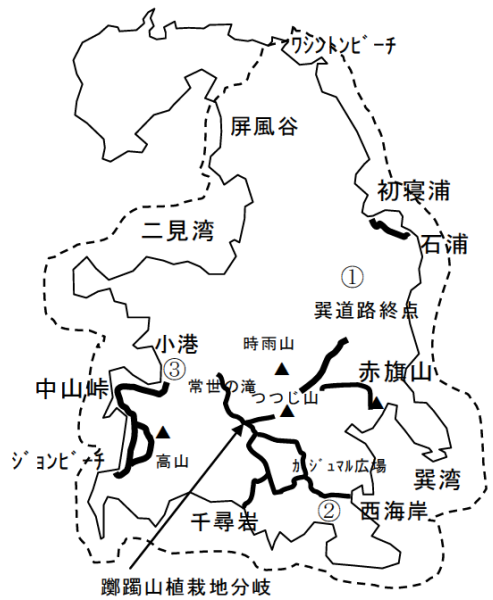 ﾜｼﾝﾄﾝﾋﾞｰﾁ
屏風谷
初寝浦
二見湾
石浦
①
巽道路終点
小港
時雨山
③
赤旗山
中山峠
常世の滝
つつじ山
ｼﾞｮﾝﾋﾞｰﾁ
高山
ｶﾞｼﾞｭﾏﾙ広場
巽湾
千尋岩
②
西海岸
躑躅山植栽地分岐